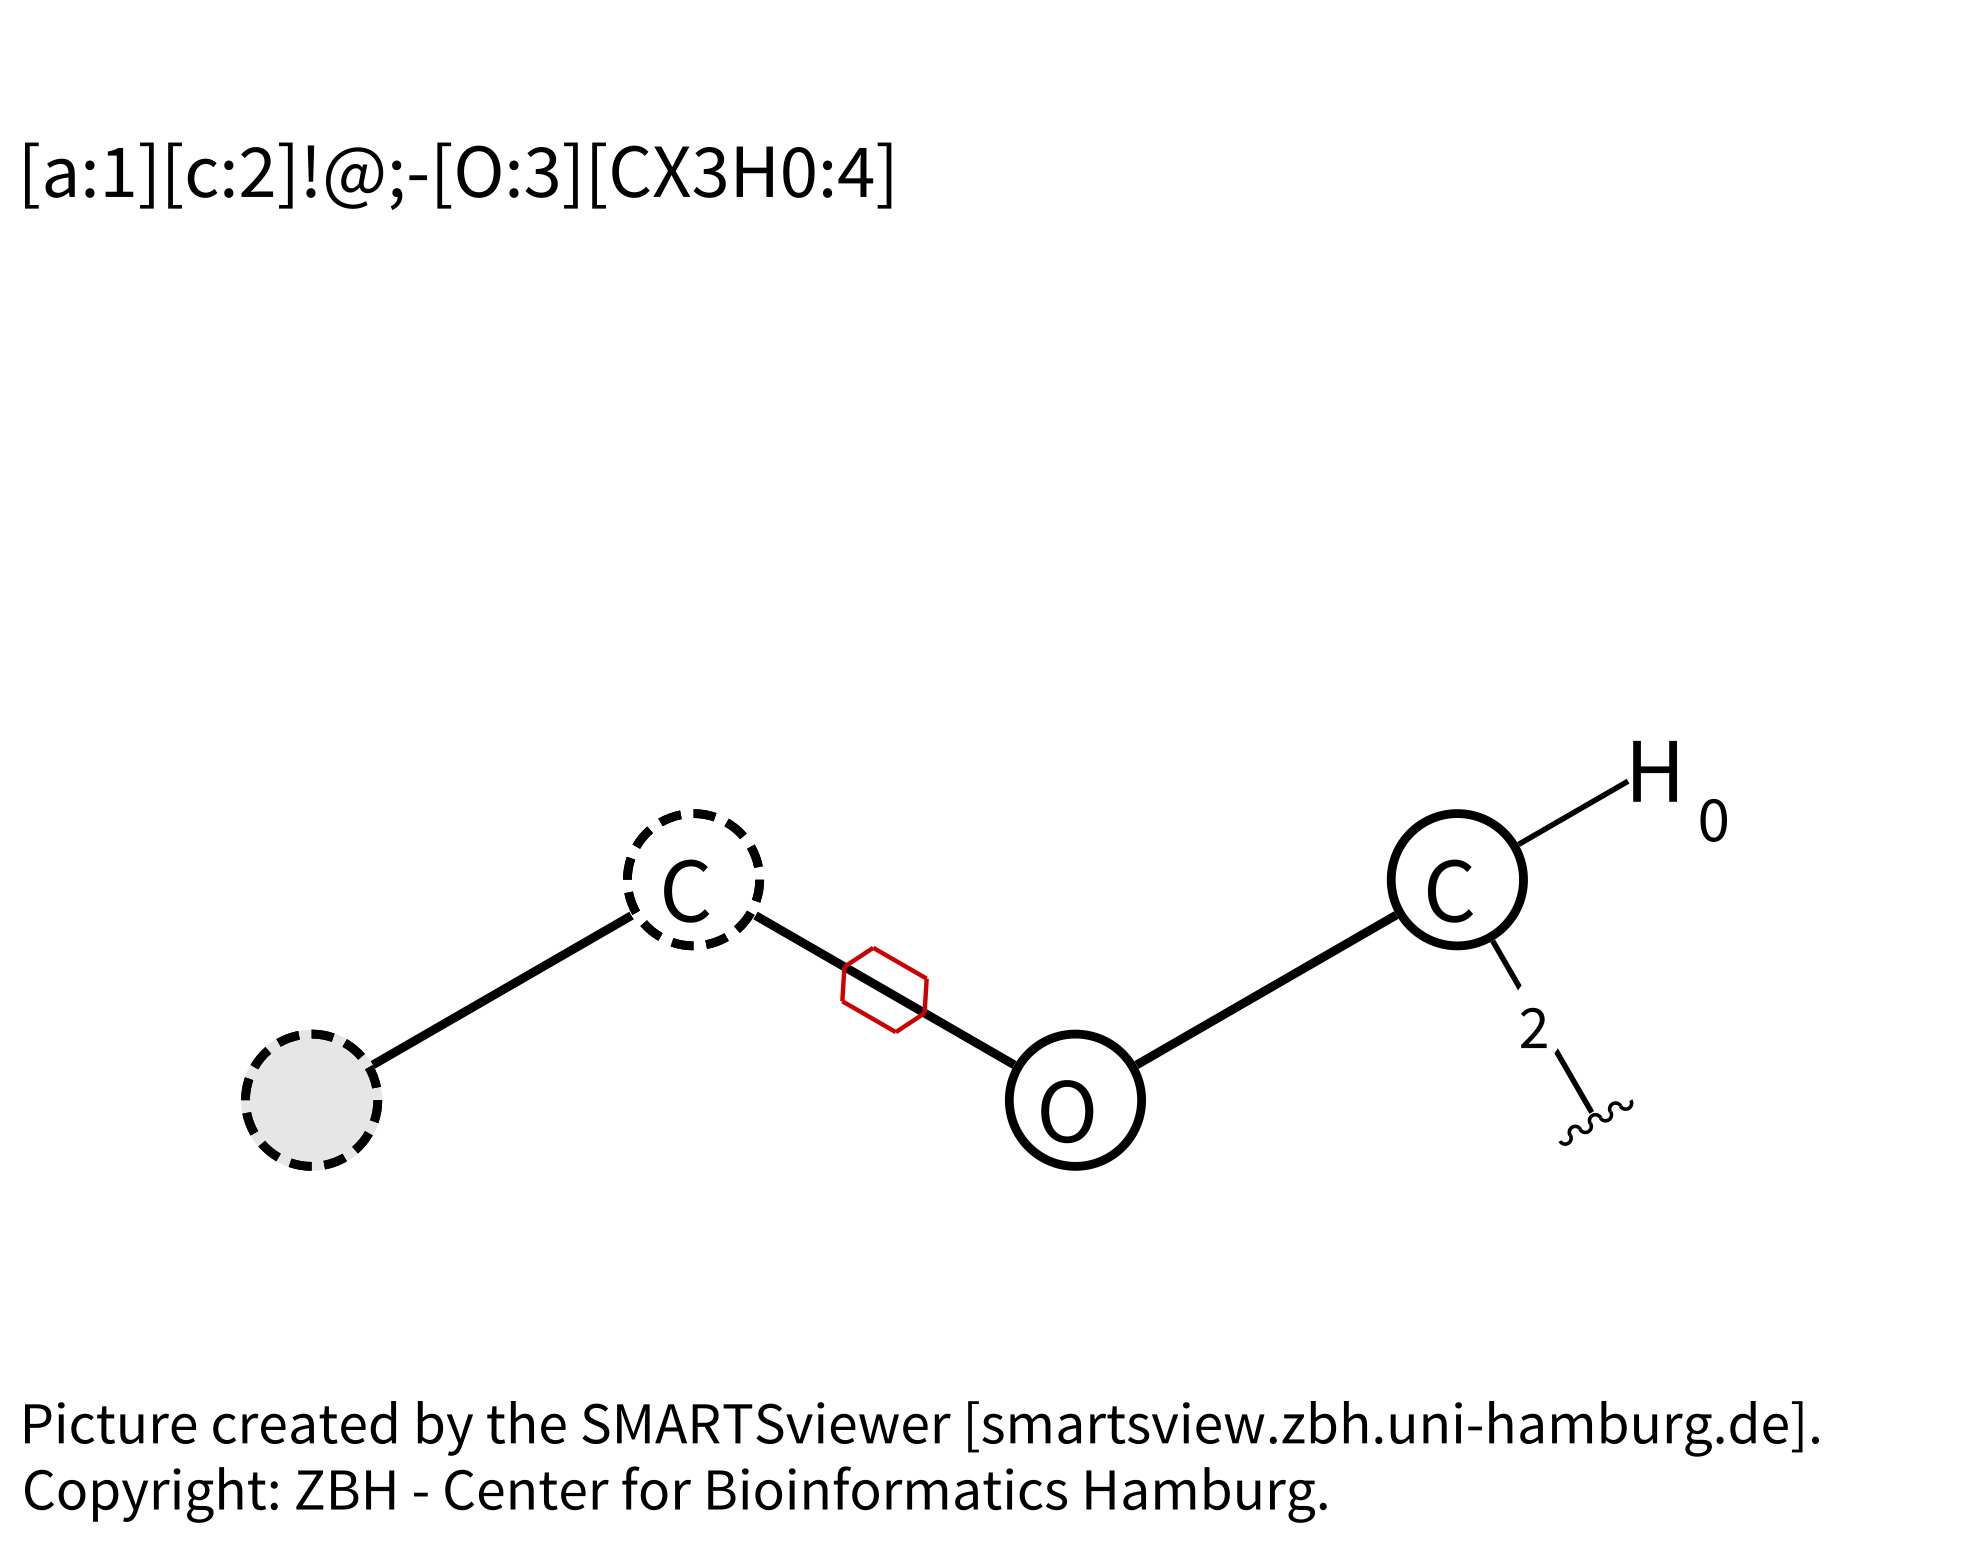 [a:1][c:2]!@;-[O:3][CX3H0:4]
H
0
C
C
2
O
Picture created by the SMARTSviewer [smartsview.zbh.uni-hamburg.de].
Copyright: ZBH - Center for Bioinformatics Hamburg.